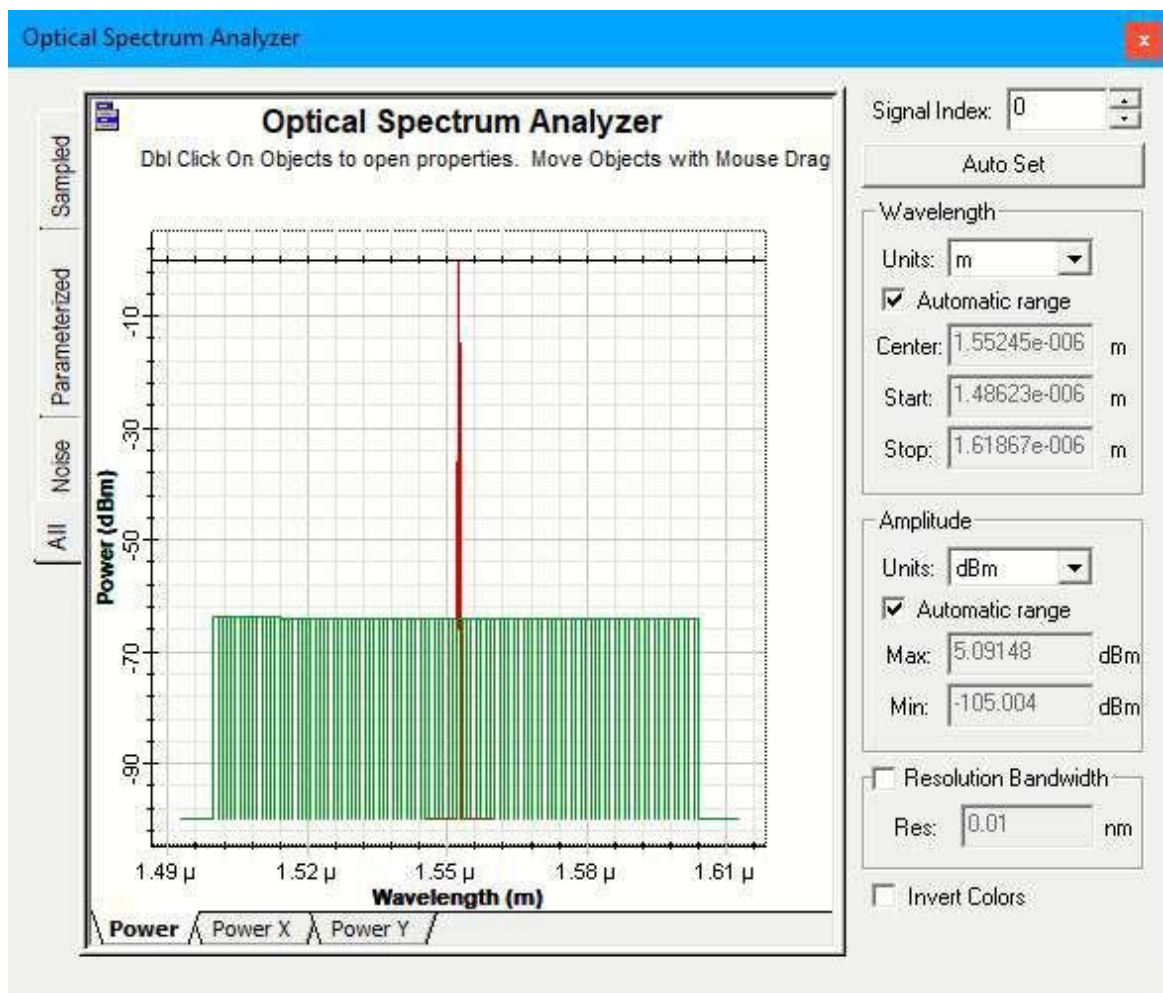 Optical Spectrum Analyzer
x
Sampled
Parameterized
Noise
All
Optical Spectrum Analyzer
Dbl Click On Objects to open properties. Move Objects with Mouse Drag
Power (dBm)
-10
-30
-50
-70
-90
1.49 µ 1.52 µ 1.55 µ 1.58 µ 1.61 µ
Wavelength (m)
Power Power X Power Y
Signal Index: 0
Auto Set
Wavelength
Units: m
Automatic range
Center: 1.55245e-006 m
Start: 1.48623e-006 m
Stop: 1.61867e-006 m
Amplitude
Units: dBm
Automatic range
Max: 5.09148 dBm
Min: -105.004 dBm
Resolution Bandwidth
Res: 0.01 nm
Invert Colors